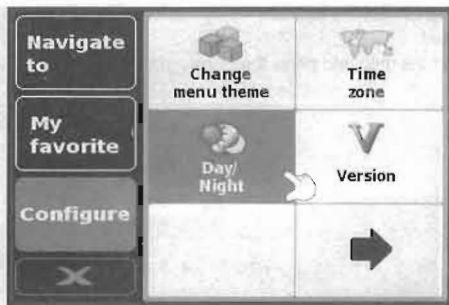 Navigate
to
My
favorite
Configure
Change
menu theme
Time
zone
Day/
Night
Version